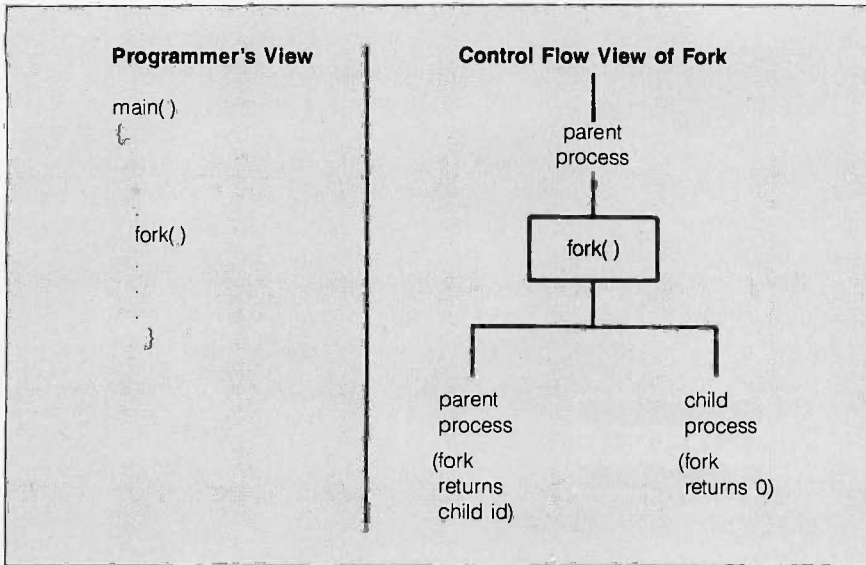 Programmer's View
main( )
{
.
fork( )
.
.
.
}
Control Flow View of Fork
parent
process
fork( )
parent
process
(fork
returns
child id)
child
process
(fork
returns 0)